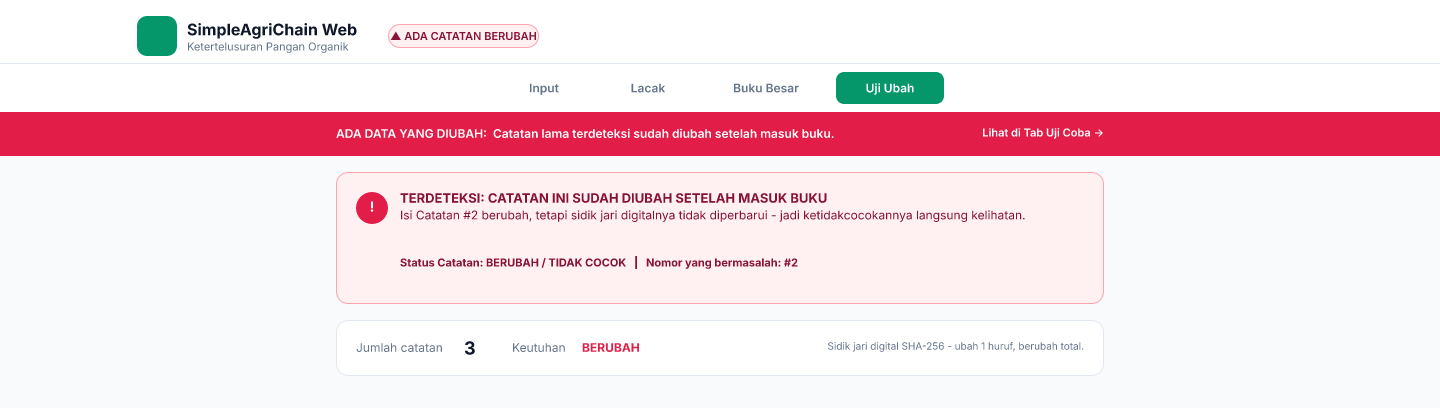 SimpleAgriChain Web
Ketertelusuran Pangan Organik
▲ ADA CATATAN BERUBAH
Input
Lacak
Buku Besar
Uji Ubah
ADA DATA YANG DIUBAH: Catatan lama terdeteksi sudah diubah setelah masuk buku.
Lihat di Tab Uji Coba →
!
TERDETEKSI: CATATAN INI SUDAH DIUBAH SETELAH MASUK BUKU
Isi Catatan #2 berubah, tetapi sidik jari digitalnya tidak diperbarui - jadi ketidakcocokannya langsung kelihatan.
Status Catatan: BERUBAH / TIDAK COCOK | Nomor yang bermasalah: #2
Jumlah catatan 3 Keutuhan BERUBAH
Sidik jari digital SHA-256 - ubah 1 huruf, berubah total.